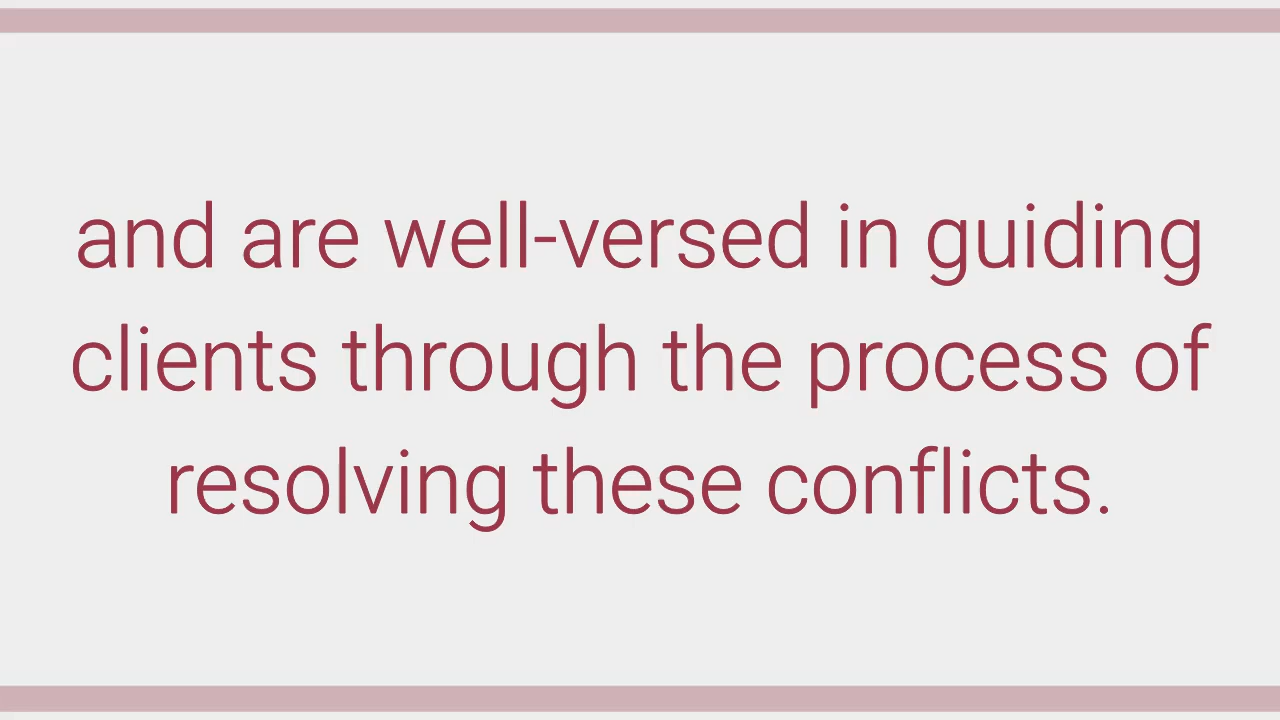 and are well-versed in guiding
clients through the process of
resolving these conflicts.